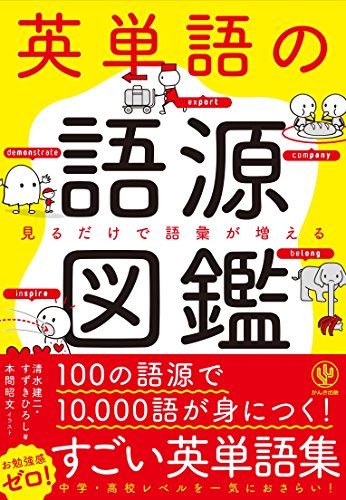 英単語の
export
demonstrate
company
語源
見るだけで語彙が増える
belong
inspire
図鑑
清水建二・
すずきひろし 著
本間昭文 イラスト
かんき出版
100の語源で
10,000語が身につく!
お勉強感
ゼロ!
すごい英単語集
中学・高校レベルを一気におさらい!